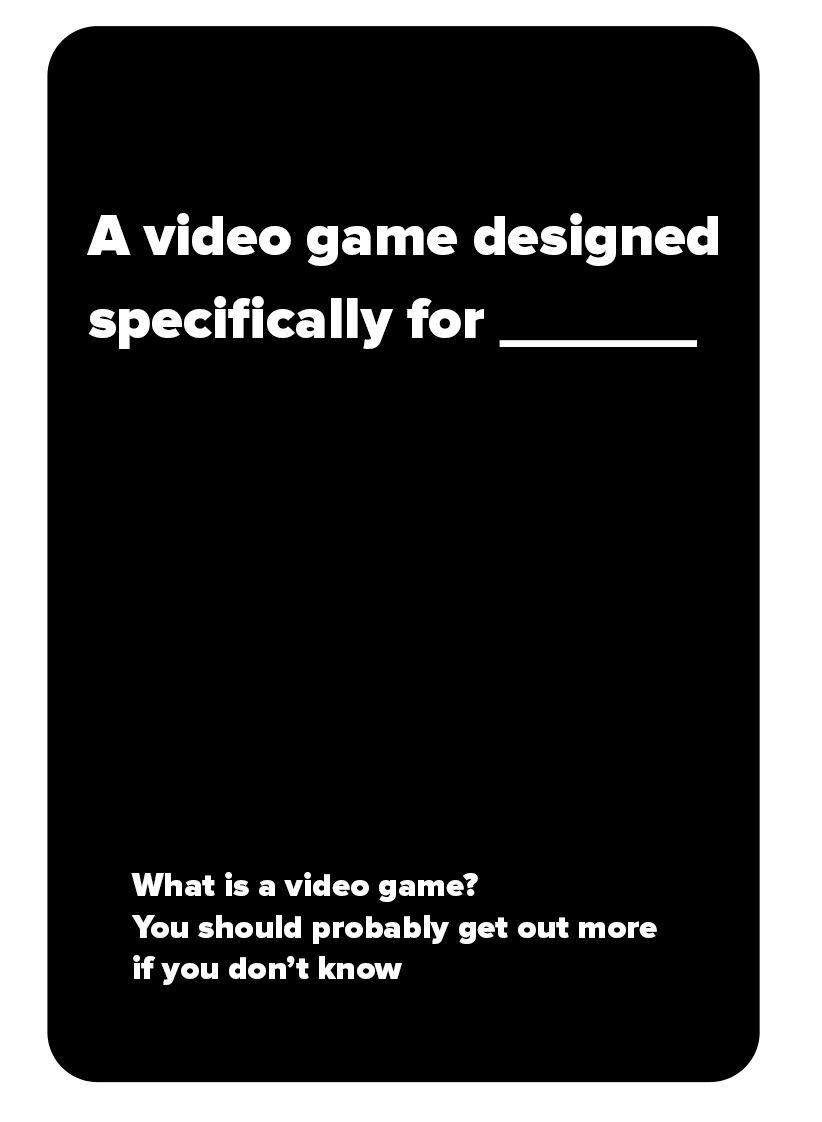 A video game designed
specifically for _______
What is a video game?
You should probably get out more
if you don’t know